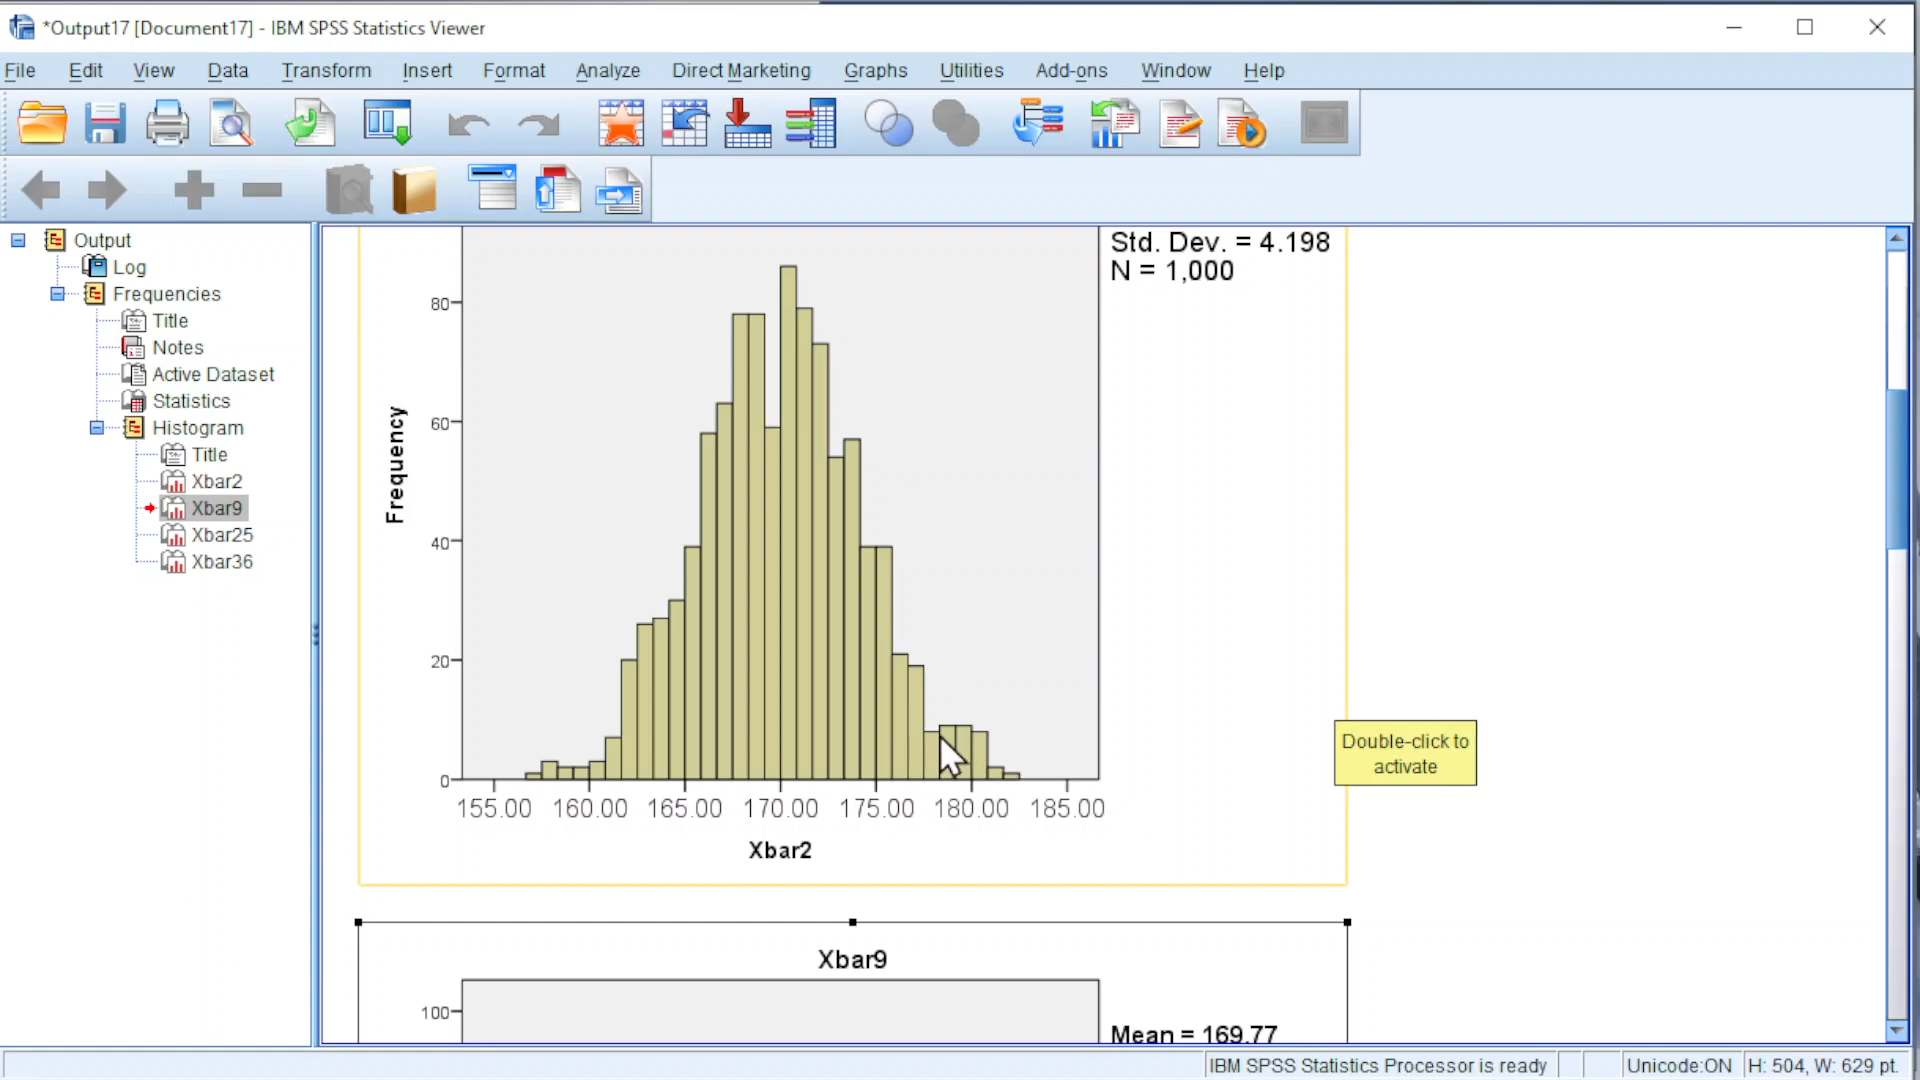 *Output17 [Document17] - IBM SPSS Statistics Viewer
File Edit View Data Transform Insert Format Analyze Direct Marketing Graphs Utilities Add-ons Window Help
Output
Log
Frequencies
Title
Notes
Active Dataset
Statistics
Histogram
Title
Xbar2
Xbar9
Xbar25
Xbar36
Std. Dev. = 4.198
N = 1,000
80
60
40
20
0
Frequency
155.00 160.00 165.00 170.00 175.00 180.00 185.00
Xbar2
Double-click to
activate
Xbar9
100
Mean = 169.77
IBM SPSS Statistics Processor is ready Unicode:ON H: 504, W: 629 pt.